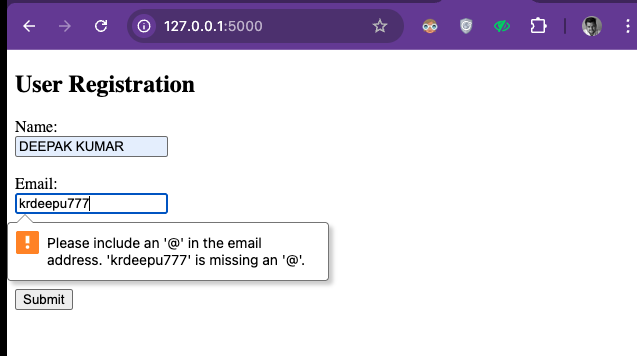 127.0.0.1:5000
User Registration
Name:
DEEPAK KUMAR
Email:
krdeepu777
Please include an '@' in the email
address. 'krdeepu777' is missing an '@'.
Submit